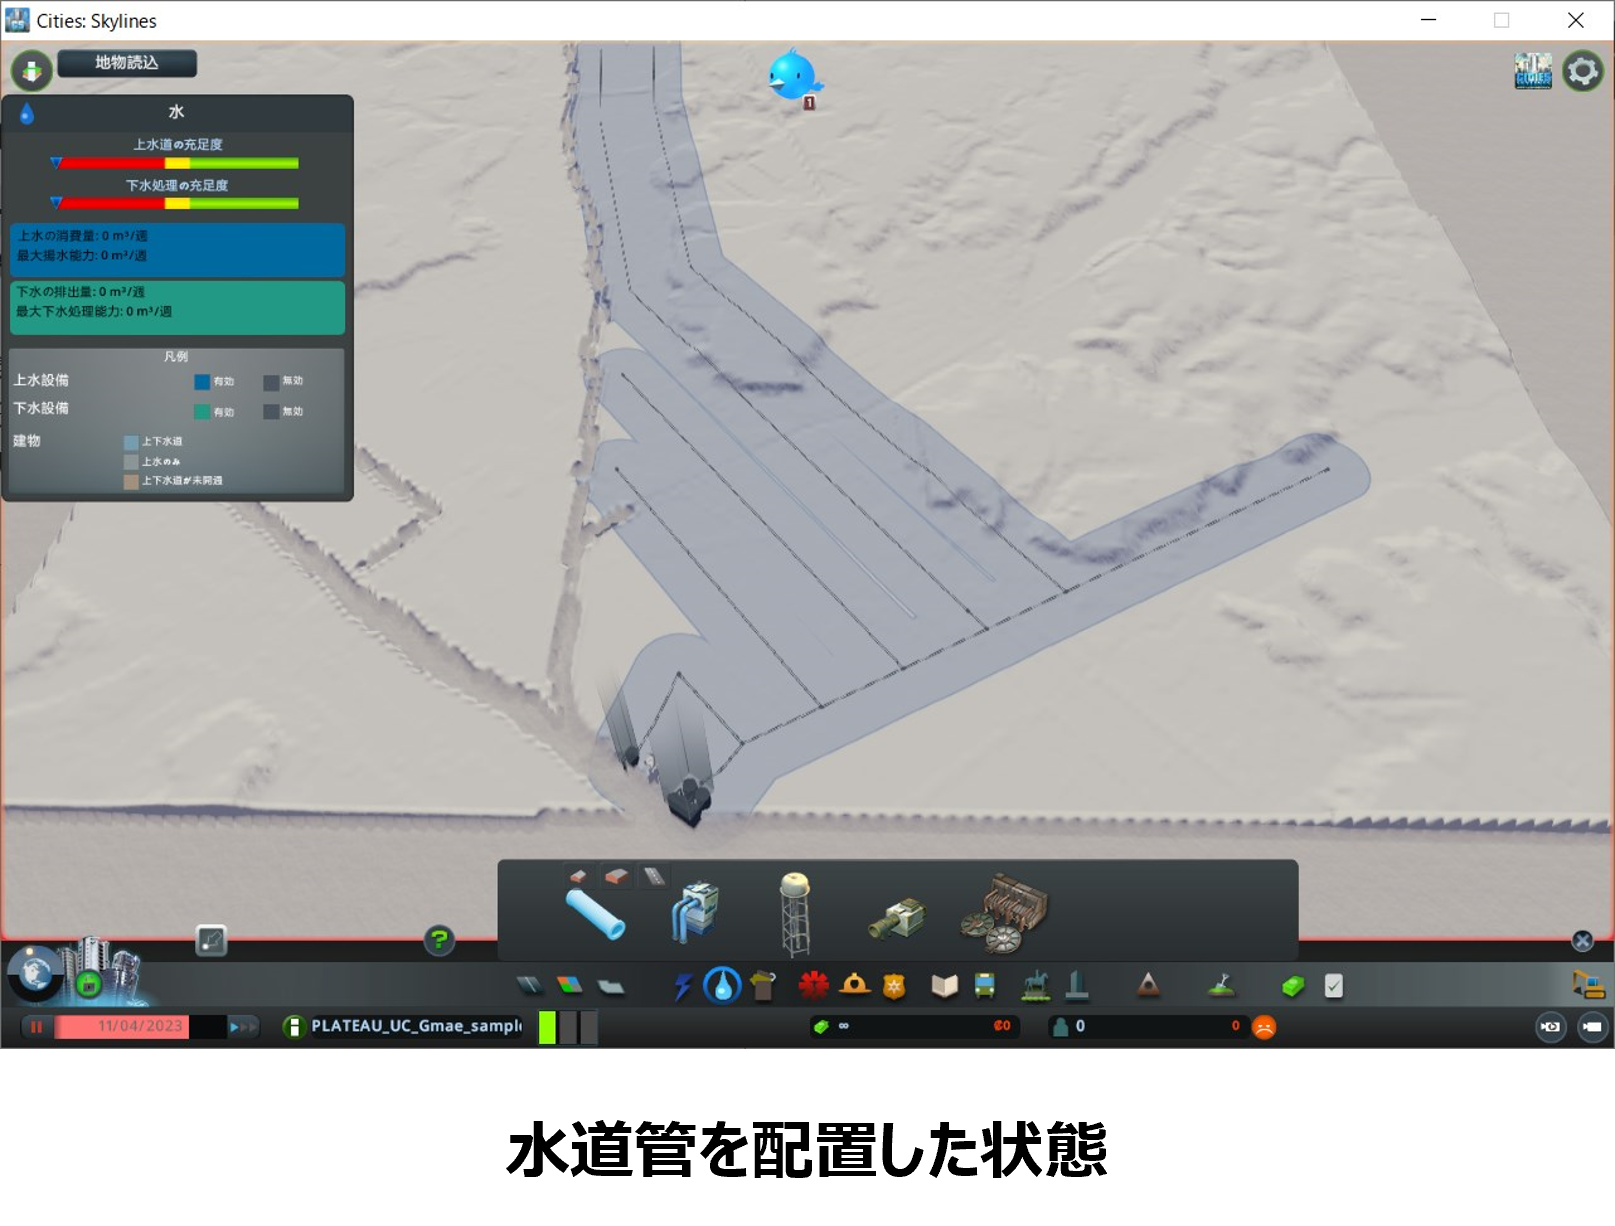 Cities: Skylines
地物読込
1
水
上水道の充足度
下水処理の充足度
上水の消費量: 0 m³/週
最大揚水能力: 0 m³/週
下水の排出量: 0 m³/週
最大下水処理能力: 0 m³/週
凡例
上水設備 有効 無効
下水設備 有効 無効
建物 上下水道
上水のみ
上下水道が未開通
?
11/04/2023
PLATEAU_UC_Gmae_sampl
∞ ₡0
0 0
水道管を配置した状態